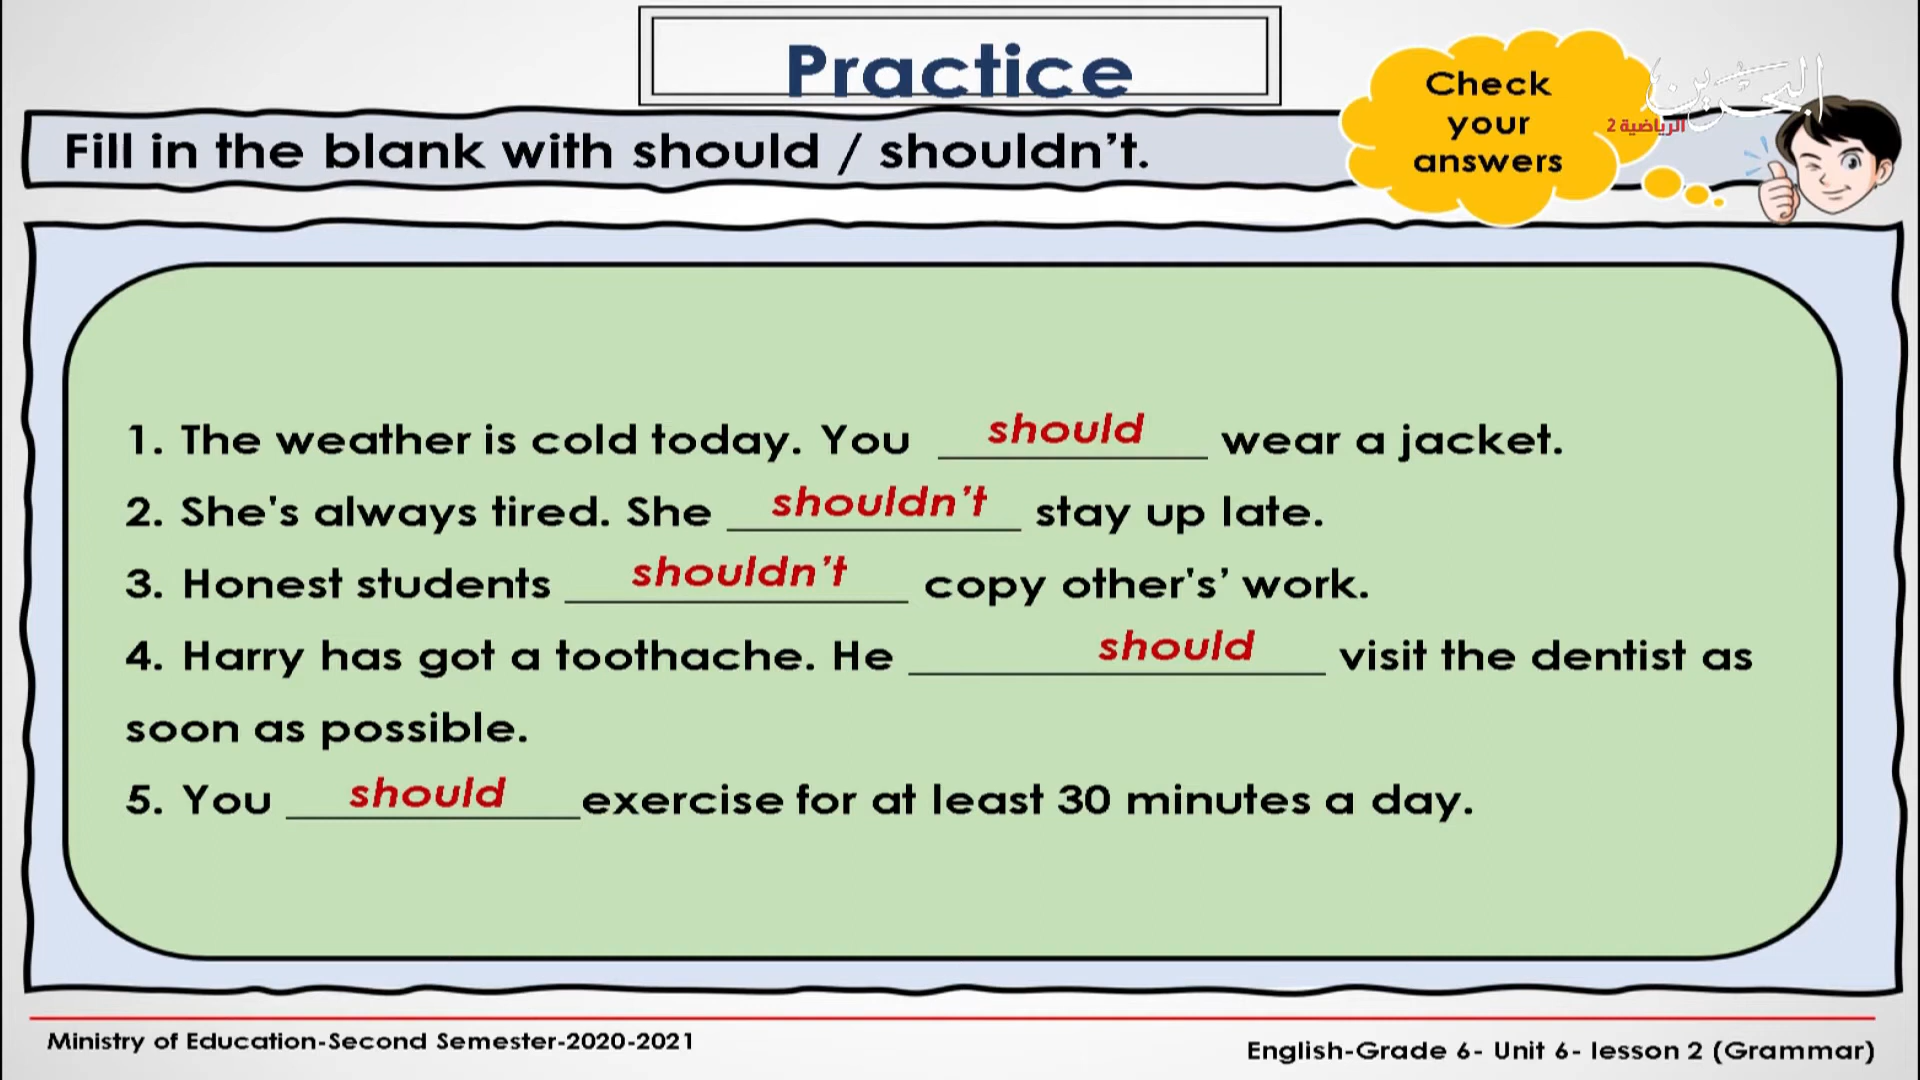 Practice
Check
your
answers
البحرين
الرياضية 2
Fill in the blank with should / shouldn’t.
1. The weather is cold today. You should wear a jacket.
2. She's always tired. She shouldn’t stay up late.
3. Honest students shouldn’t copy other's’ work.
4. Harry has got a toothache. He should visit the dentist as
soon as possible.
5. You should exercise for at least 30 minutes a day.
Ministry of Education-Second Semester-2020-2021
English-Grade 6- Unit 6- lesson 2 (Grammar)